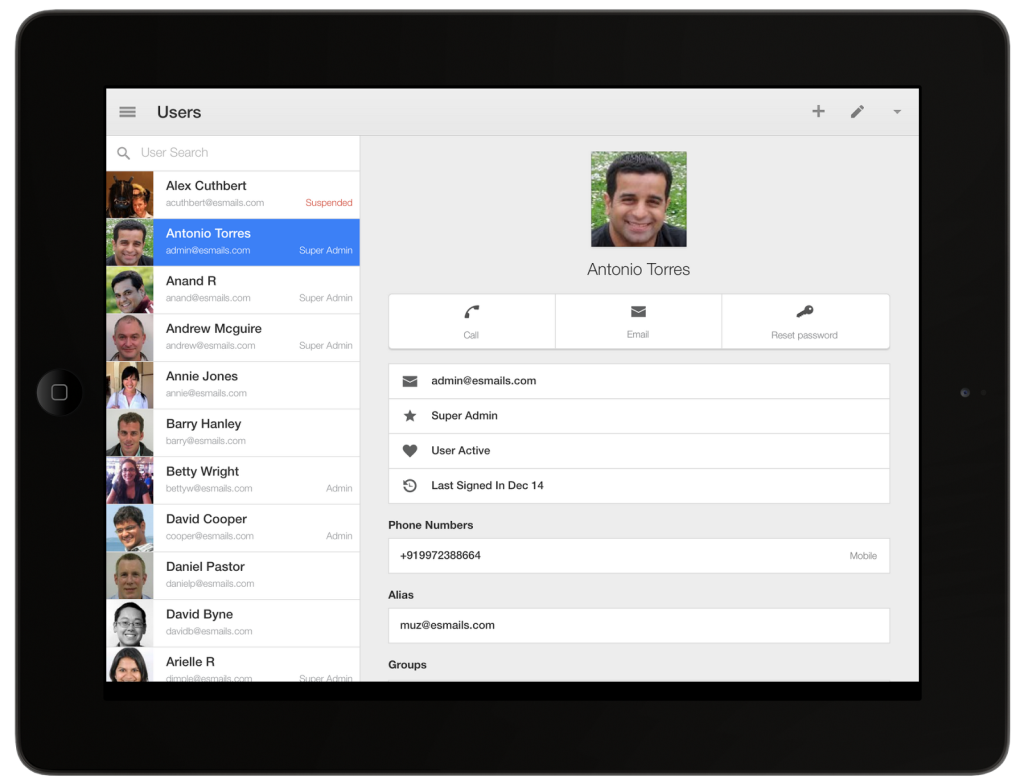 Users
User Search
Alex Cuthbert
acuthbert@esmails.com Suspended
Antonio Torres
admin@esmails.com Super Admin
Anand R
anand@esmails.com Super Admin
Andrew Mcguire
andrew@esmails.com Super Admin
Annie Jones
annie@esmails.com
Barry Hanley
barry@esmails.com
Betty Wright
bettyw@esmails.com Admin
David Cooper
cooper@esmails.com Admin
Daniel Pastor
danielp@esmails.com
David Byne
davidb@esmails.com
Arielle R
dimple@esmails.com Super Admin
Antonio Torres
Call Email Reset password
admin@esmails.com
Super Admin
User Active
Last Signed In Dec 14
Phone Numbers
+919972388664 Mobile
Alias
muz@esmails.com
Groups